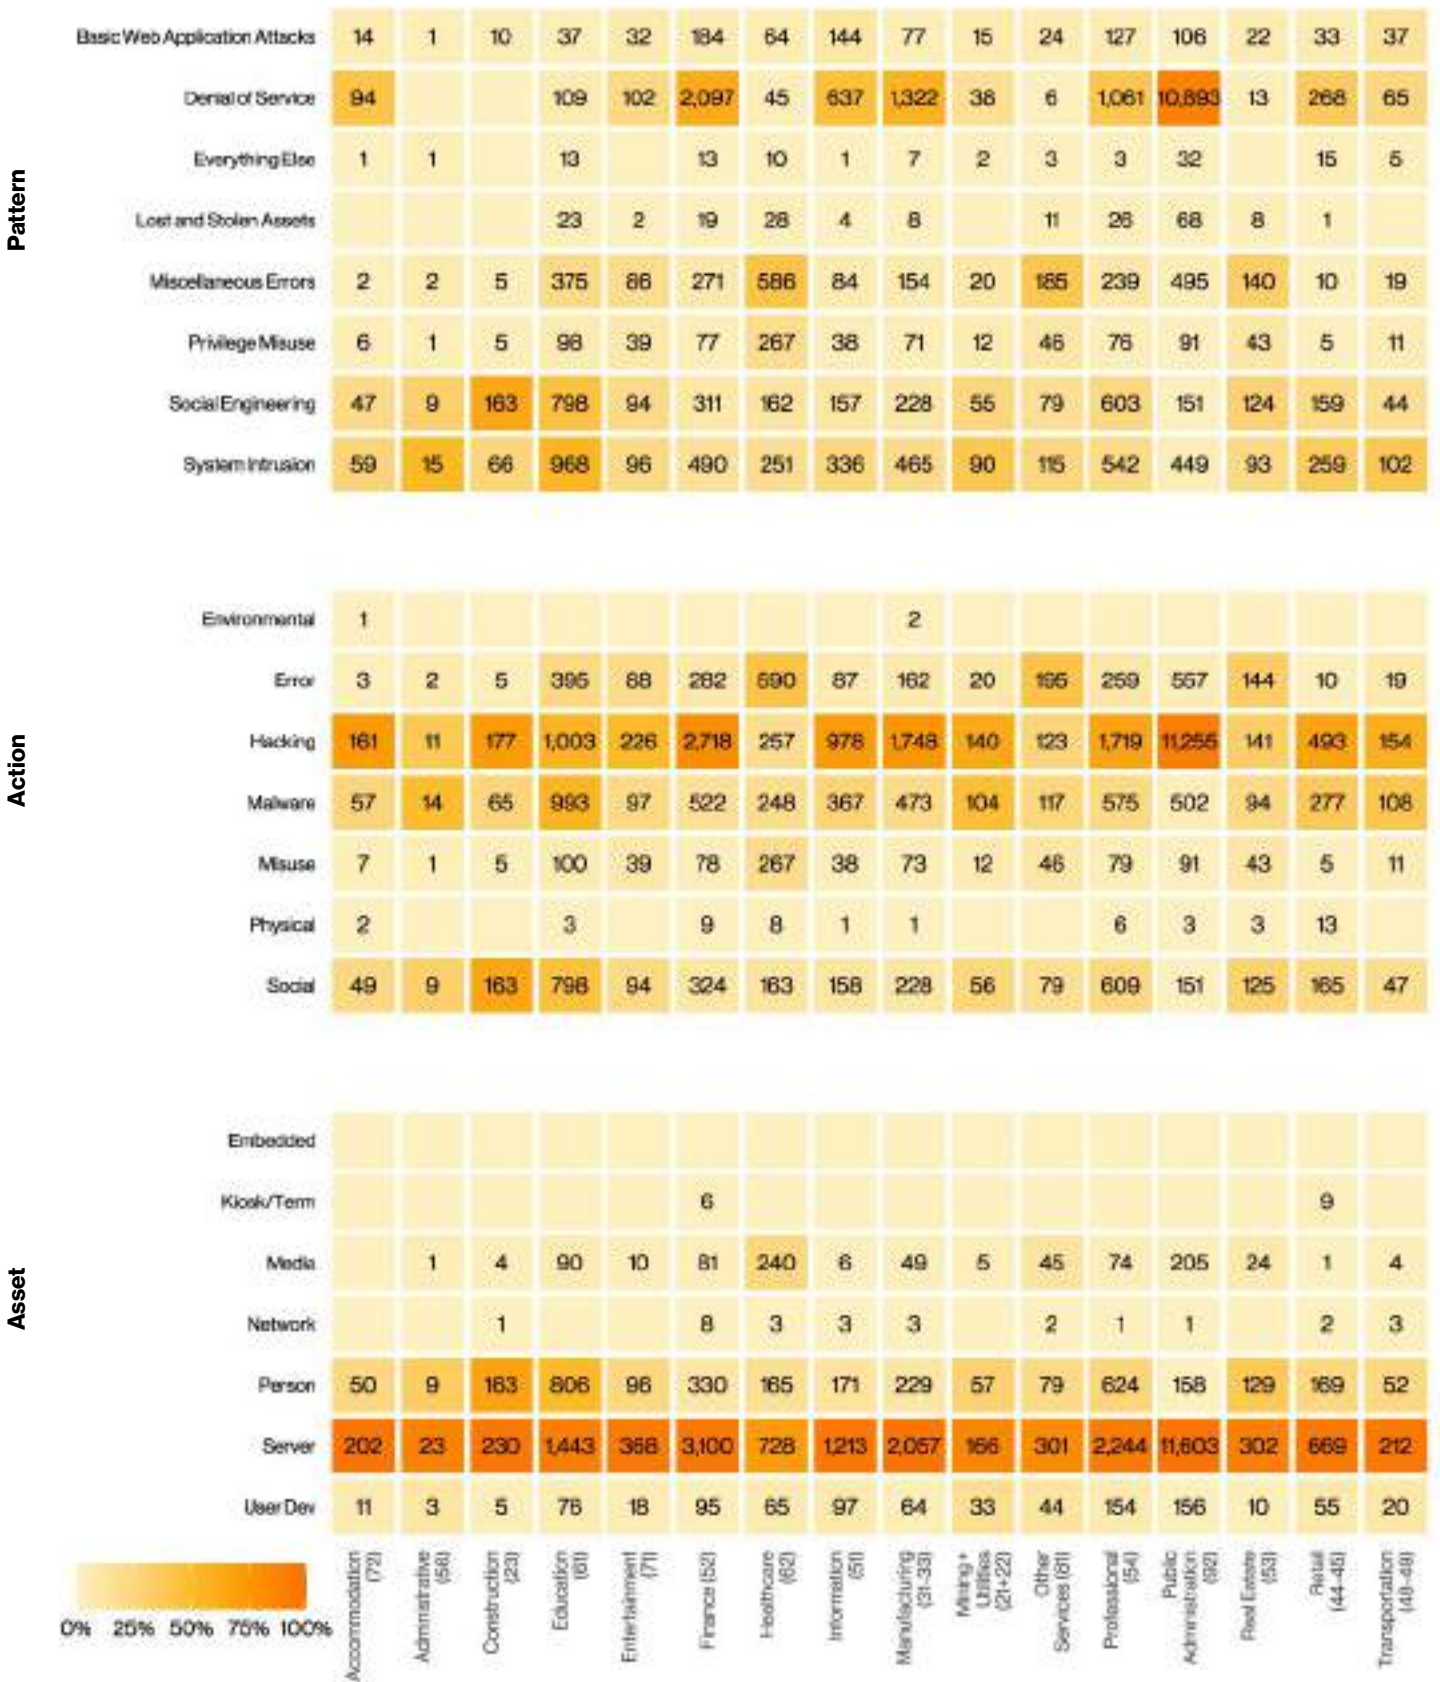 Pattern
Basic Web Application Attacks 14 1 10 37 32 184 64 144 77 15 24 127 106 22 33 37
Denial of Service 94 109 102 2,097 45 637 1,322 38 6 1,061 10,893 13 268 65
Everything Else 1 1 13 13 10 1 7 2 3 3 32 15 5
Lost and Stolen Assets 23 2 19 28 4 8 11 26 68 8 1
Miscellaneous Errors 2 2 5 375 86 271 586 84 154 20 185 239 495 140 10 19
Privilege Misuse 6 1 5 98 39 77 267 38 71 12 46 76 91 43 5 11
Social Engineering 47 9 163 798 94 311 162 157 228 55 79 603 151 124 159 44
System Intrusion 59 15 66 968 96 490 251 336 465 90 115 542 449 93 259 102
Action
Environmental 1 2
Error 3 2 5 395 88 282 590 87 162 20 195 259 557 144 10 19
Hacking 161 11 177 1,003 226 2,718 257 978 1,748 140 123 1,719 11,255 141 493 154
Malware 57 14 65 993 97 522 248 367 473 104 117 575 502 94 277 108
Misuse 7 1 5 100 39 78 267 38 73 12 46 79 91 43 5 11
Physical 2 3 9 8 1 1 6 3 3 13
Social 49 9 163 798 94 324 163 158 228 56 79 609 151 125 165 47
Asset
Embedded
Kiosk/Term 6 9
Media 1 4 90 10 81 240 6 49 5 45 74 205 24 1 4
Network 1 8 3 3 3 2 1 1 2 3
Person 50 9 163 806 96 330 165 171 229 57 79 624 158 129 169 52
Server 202 23 230 1,443 368 3,100 728 1,213 2,057 166 301 2,244 11,603 302 669 212
User Dev 11 3 5 76 18 95 65 97 64 33 44 154 156 10 55 20
0% 25% 50% 75% 100%
Accommodation
(72)
Administrative
(56)
Construction
(23)
Education
(61)
Entertainment
(71)
Finance (52)
Healthcare
(62)
Information
(51)
Manufacturing
(31-33)
Mining+
Utilities
(21+22)
Other
Services (81)
Professional
(54)
Public
Administration
(92)
Real Estate
(53)
Retail
(44-45)
Transportation
(48-49)